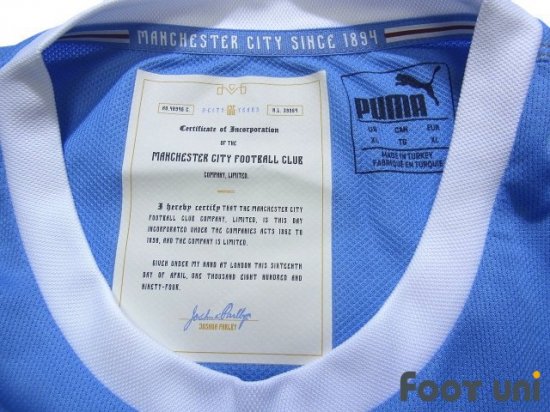 MANCHESTER CITY SINCE 1894
Certificate of Incorporation
OF THE
MANCHESTER CITY FOOTBALL CLUB
COMPANY, LIMITED.
I hereby certify THAT THE MANCHESTER CITY
FOOTBALL CLUB COMPANY, LIMITED, IS THIS DAY
INCORPORATED UNDER THE COMPANIES ACTS 1862 TO
1890, AND THE COMPANY IS LIMITED.
GIVEN UNDER MY HAND AT LONDON THIS SIXTEENTH
DAY OF APRIL, ONE THOUSAND EIGHT HUNDRED AND
NINETY-FOUR.
JOSHUA PARLBY
PUMA
US CAN EUR
XL TG XL
MADE IN TURKEY
FABRIQUÉ EN TURQUIE
FOOT UNI